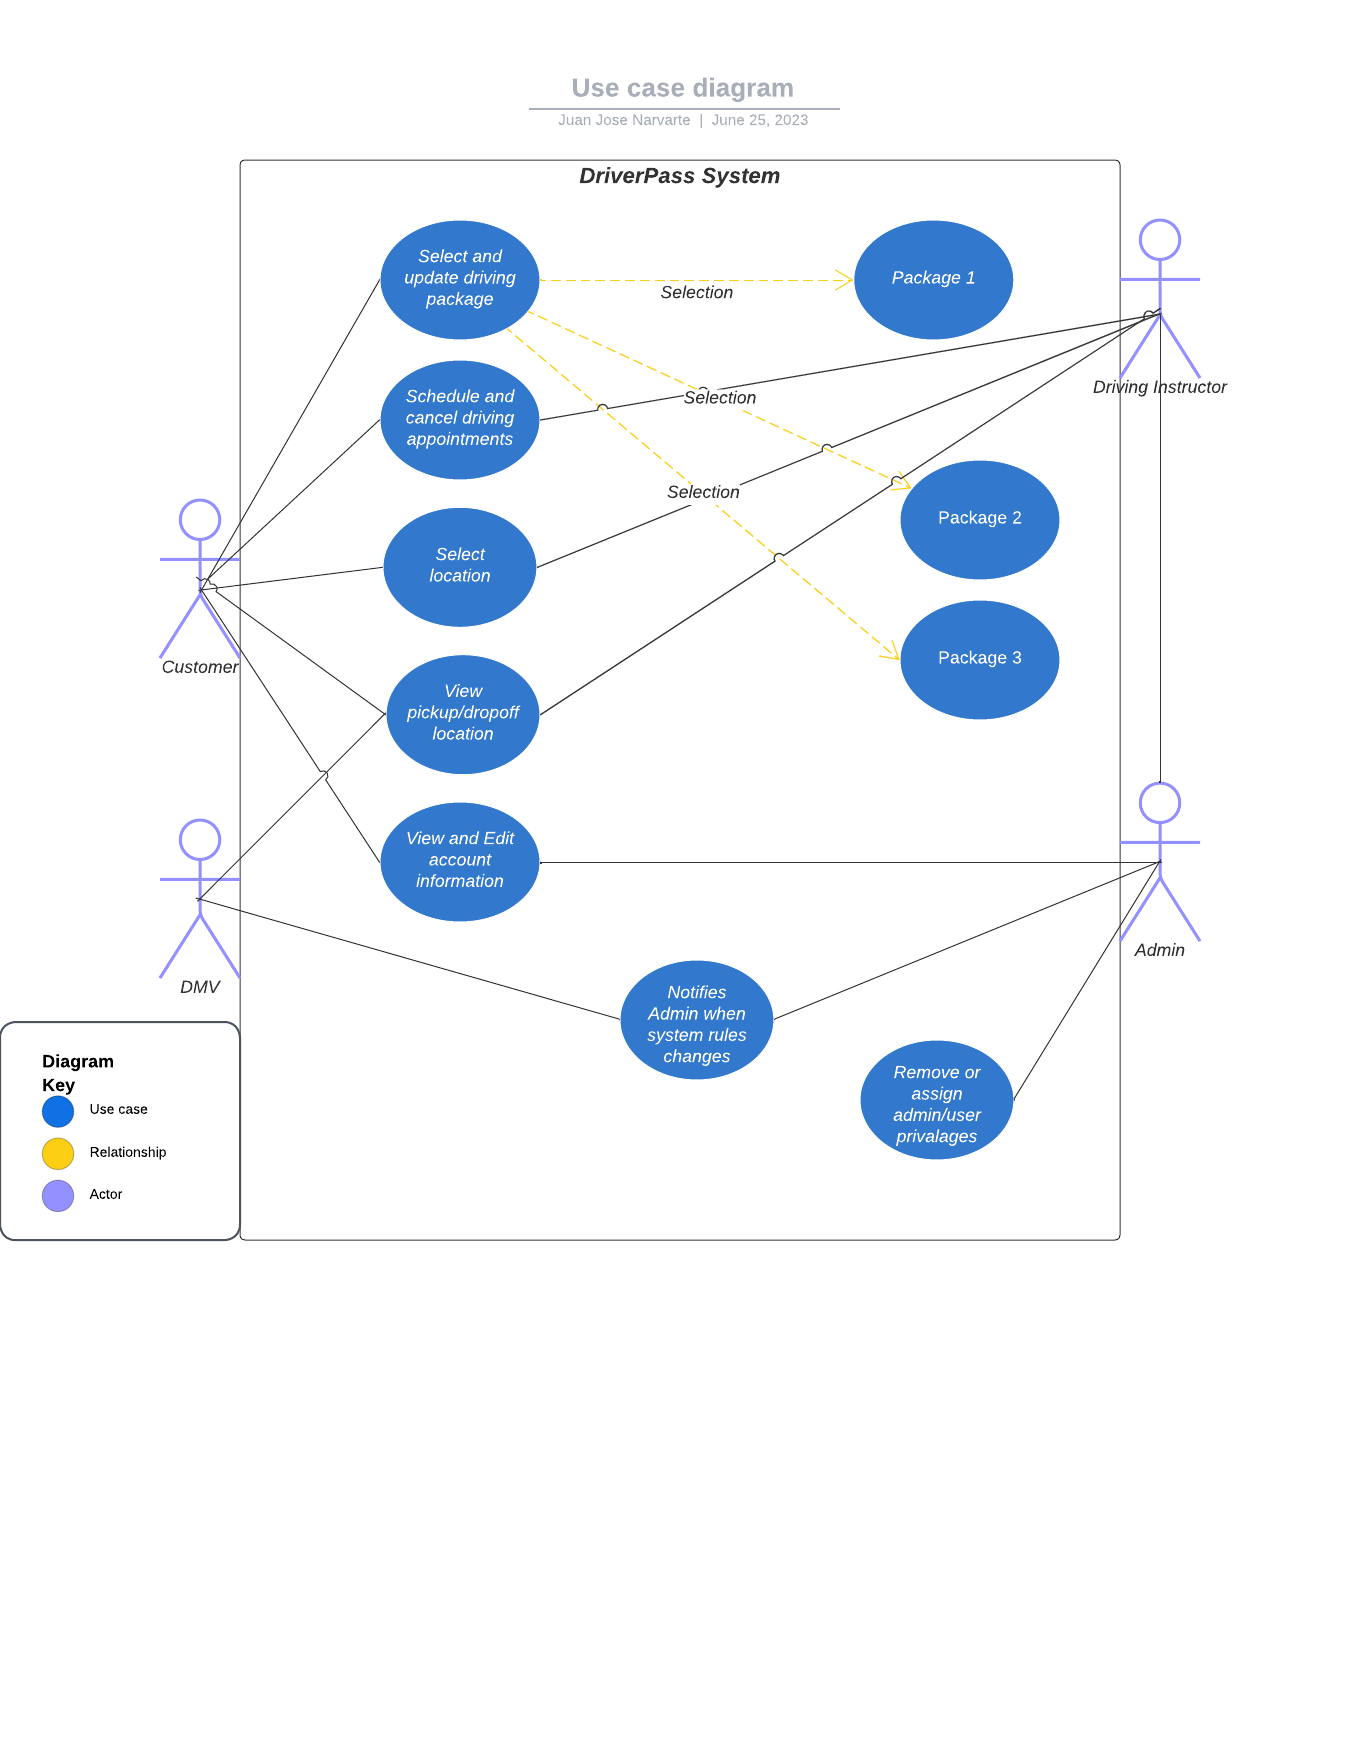 Use case diagram
Juan Jose Narvarte | June 25, 2023
DriverPass System
Select and
update driving
package
Selection
Package 1
Driving Instructor
Schedule and
cancel driving
appointments
Selection
Selection
Package 2
Select
location
Customer
Package 3
View
pickup/dropoff
location
View and Edit
account
information
Admin
DMV
Notifies
Admin when
system rules
changes
Remove or
assign
admin/user
privalages
Diagram
Key
Use case
Relationship
Actor